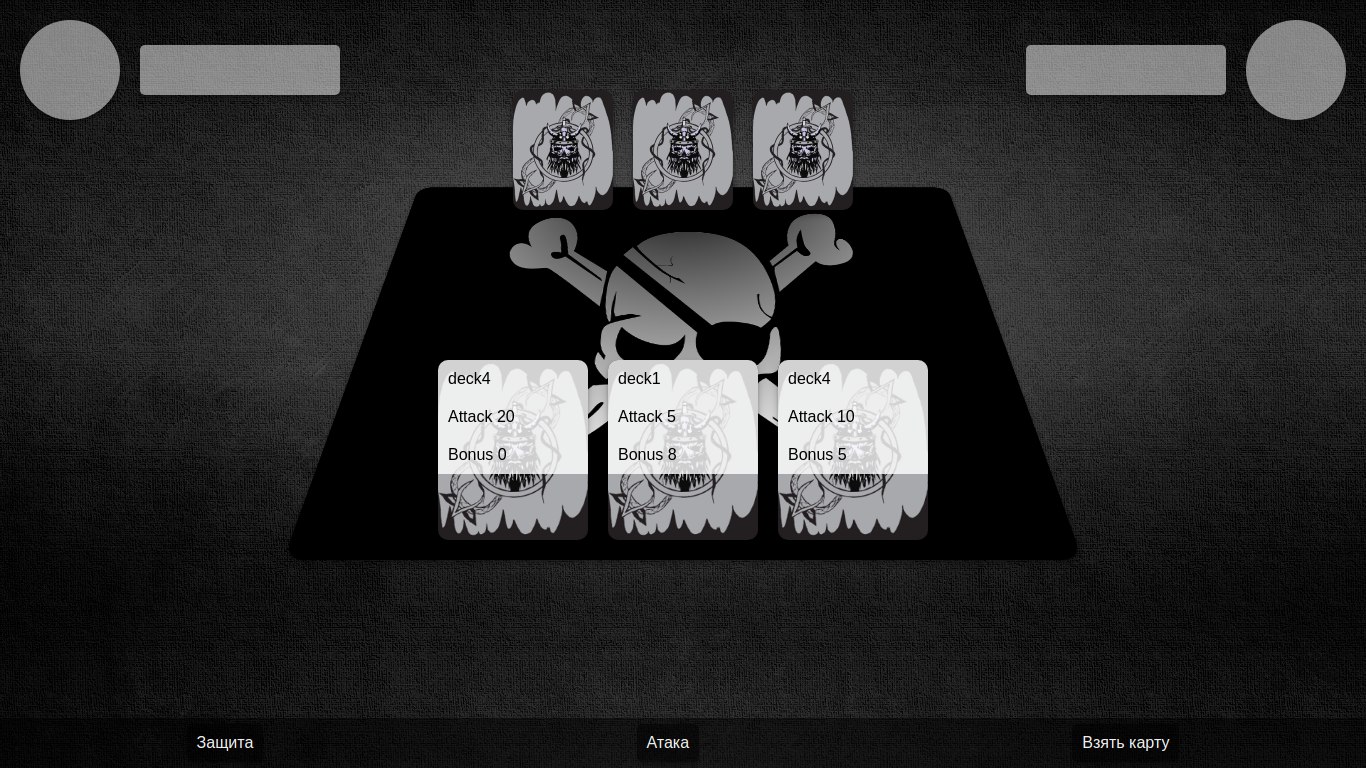 deck4
Attack 20
Bonus 0
deck1
Attack 5
Bonus 8
deck4
Attack 10
Bonus 5
Защита
Атака
Взять карту